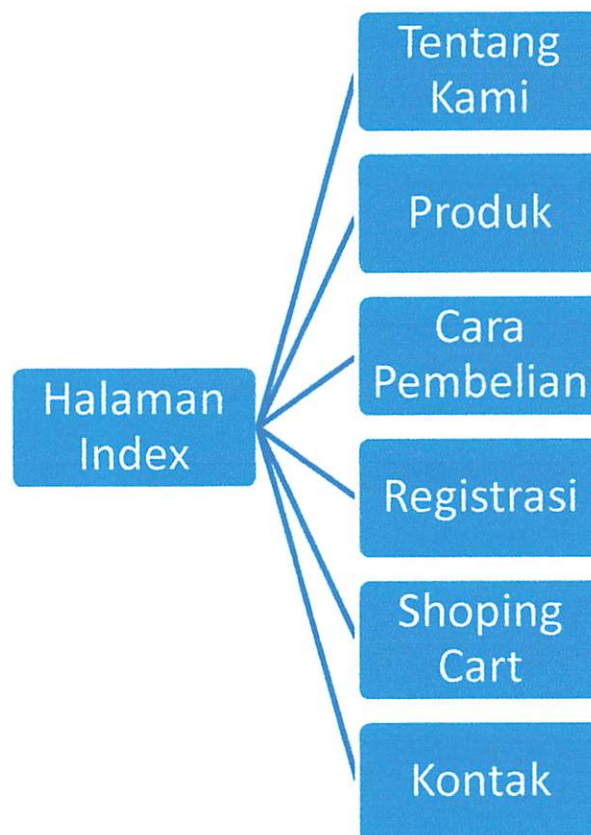 Tentang
Kami
Produk
Cara
Pembelian
Halaman
Index
Registrasi
Shoping
Cart
Kontak